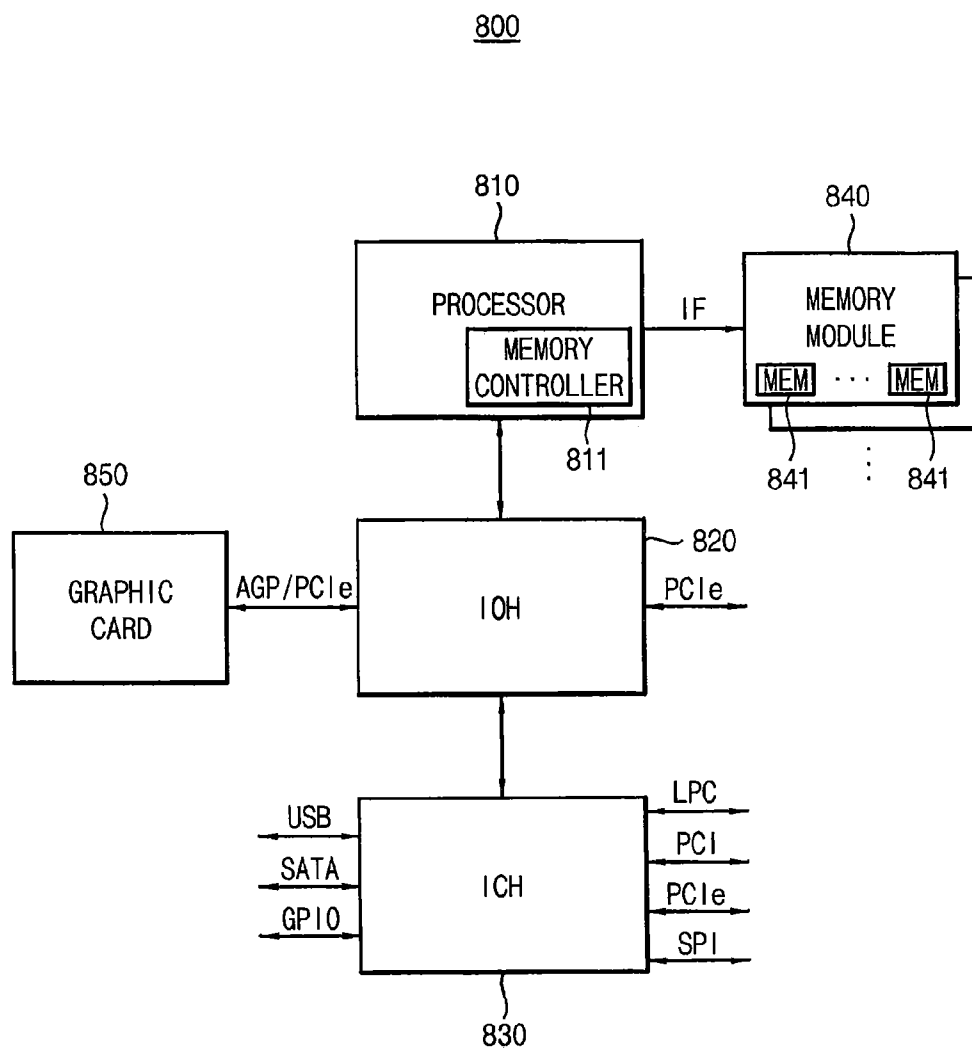 800
810
840
PROCESSOR
MEMORY
CONTROLLER
IF
MEMORY
MODULE
MEM
...
MEM
811
841
841
850
820
GRAPHIC
CARD
AGP/PCIe
IOH
PCIe
USB
SATA
GPIO
ICH
LPC
PCI
PCIe
SPI
830